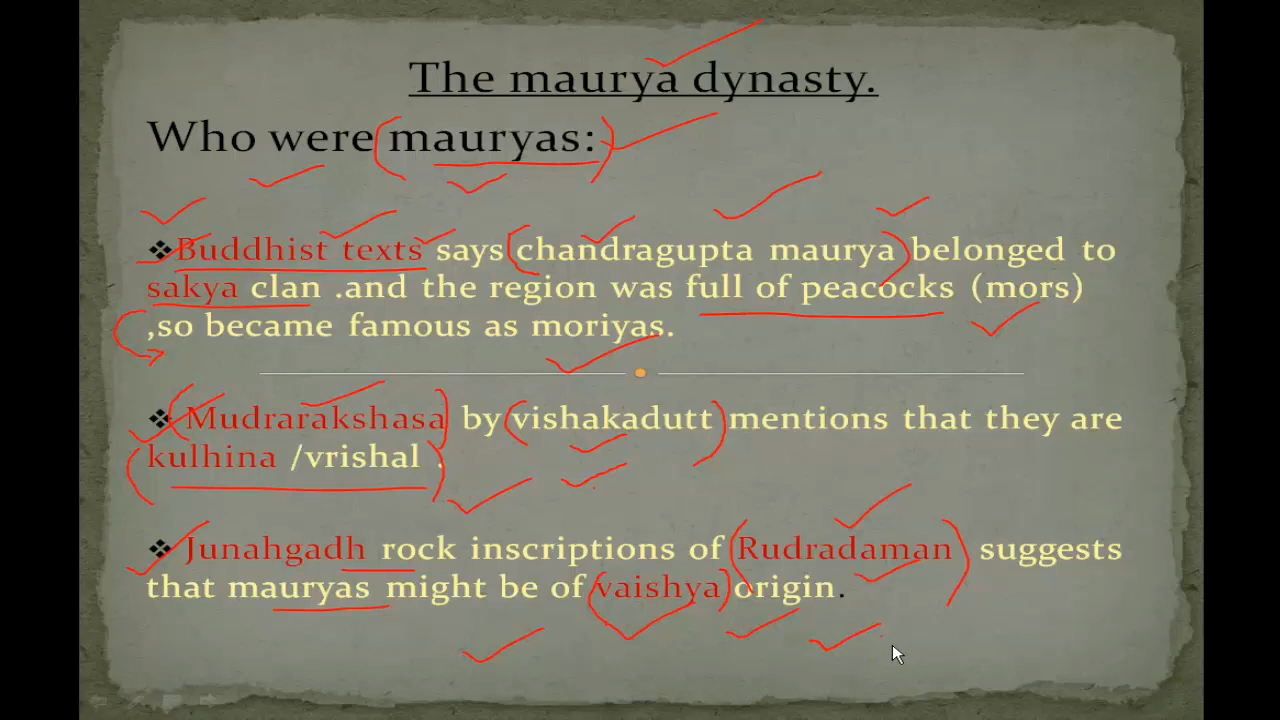 The maurya dynasty.
Who were mauryas:
Buddhist texts says chandragupta maurya belonged to
sakya clan .and the region was full of peacocks (mors)
,so became famous as moriyas.
Mudrarakshasa by vishakadutt mentions that they are
kulhina /vrishal .
Junahgadh rock inscriptions of Rudradaman suggests
that mauryas might be of vaishya origin.